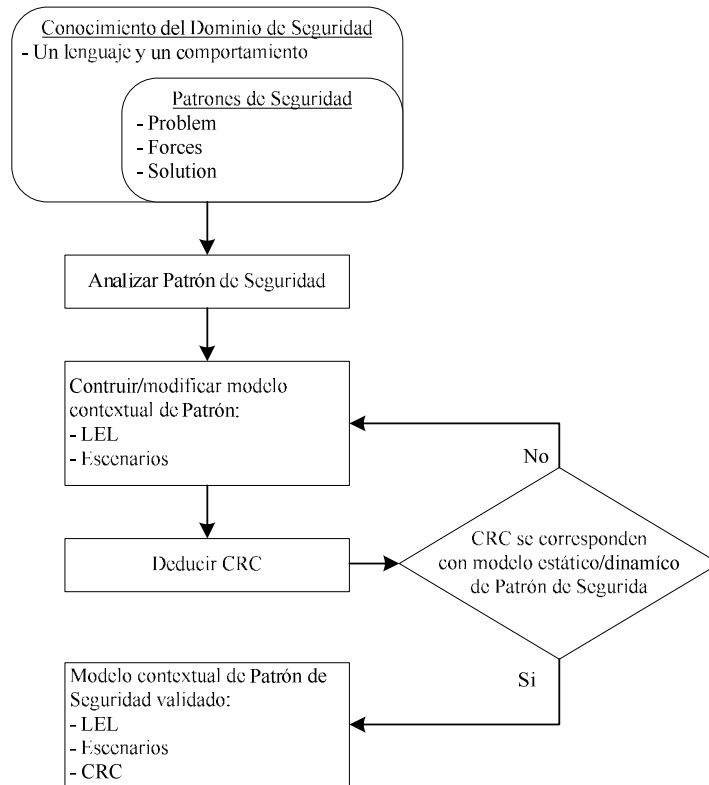 Conocimiento del Dominio de Seguridad
- Un lenguaje y un comportamiento
Patrones de Seguridad
- Problem
- Forces
- Solution
Analizar Patrón de Seguridad
Contruir/modificar modelo
contextual de Patrón:
- LEL
- Escenarios
No
CRC se corresponden
con modelo estático/dinamíco
de Patrón de Segurida
Deducir CRC
Si
Modelo contextual de Patrón de
Seguridad validado:
- LEL
- Escenarios
- CRC